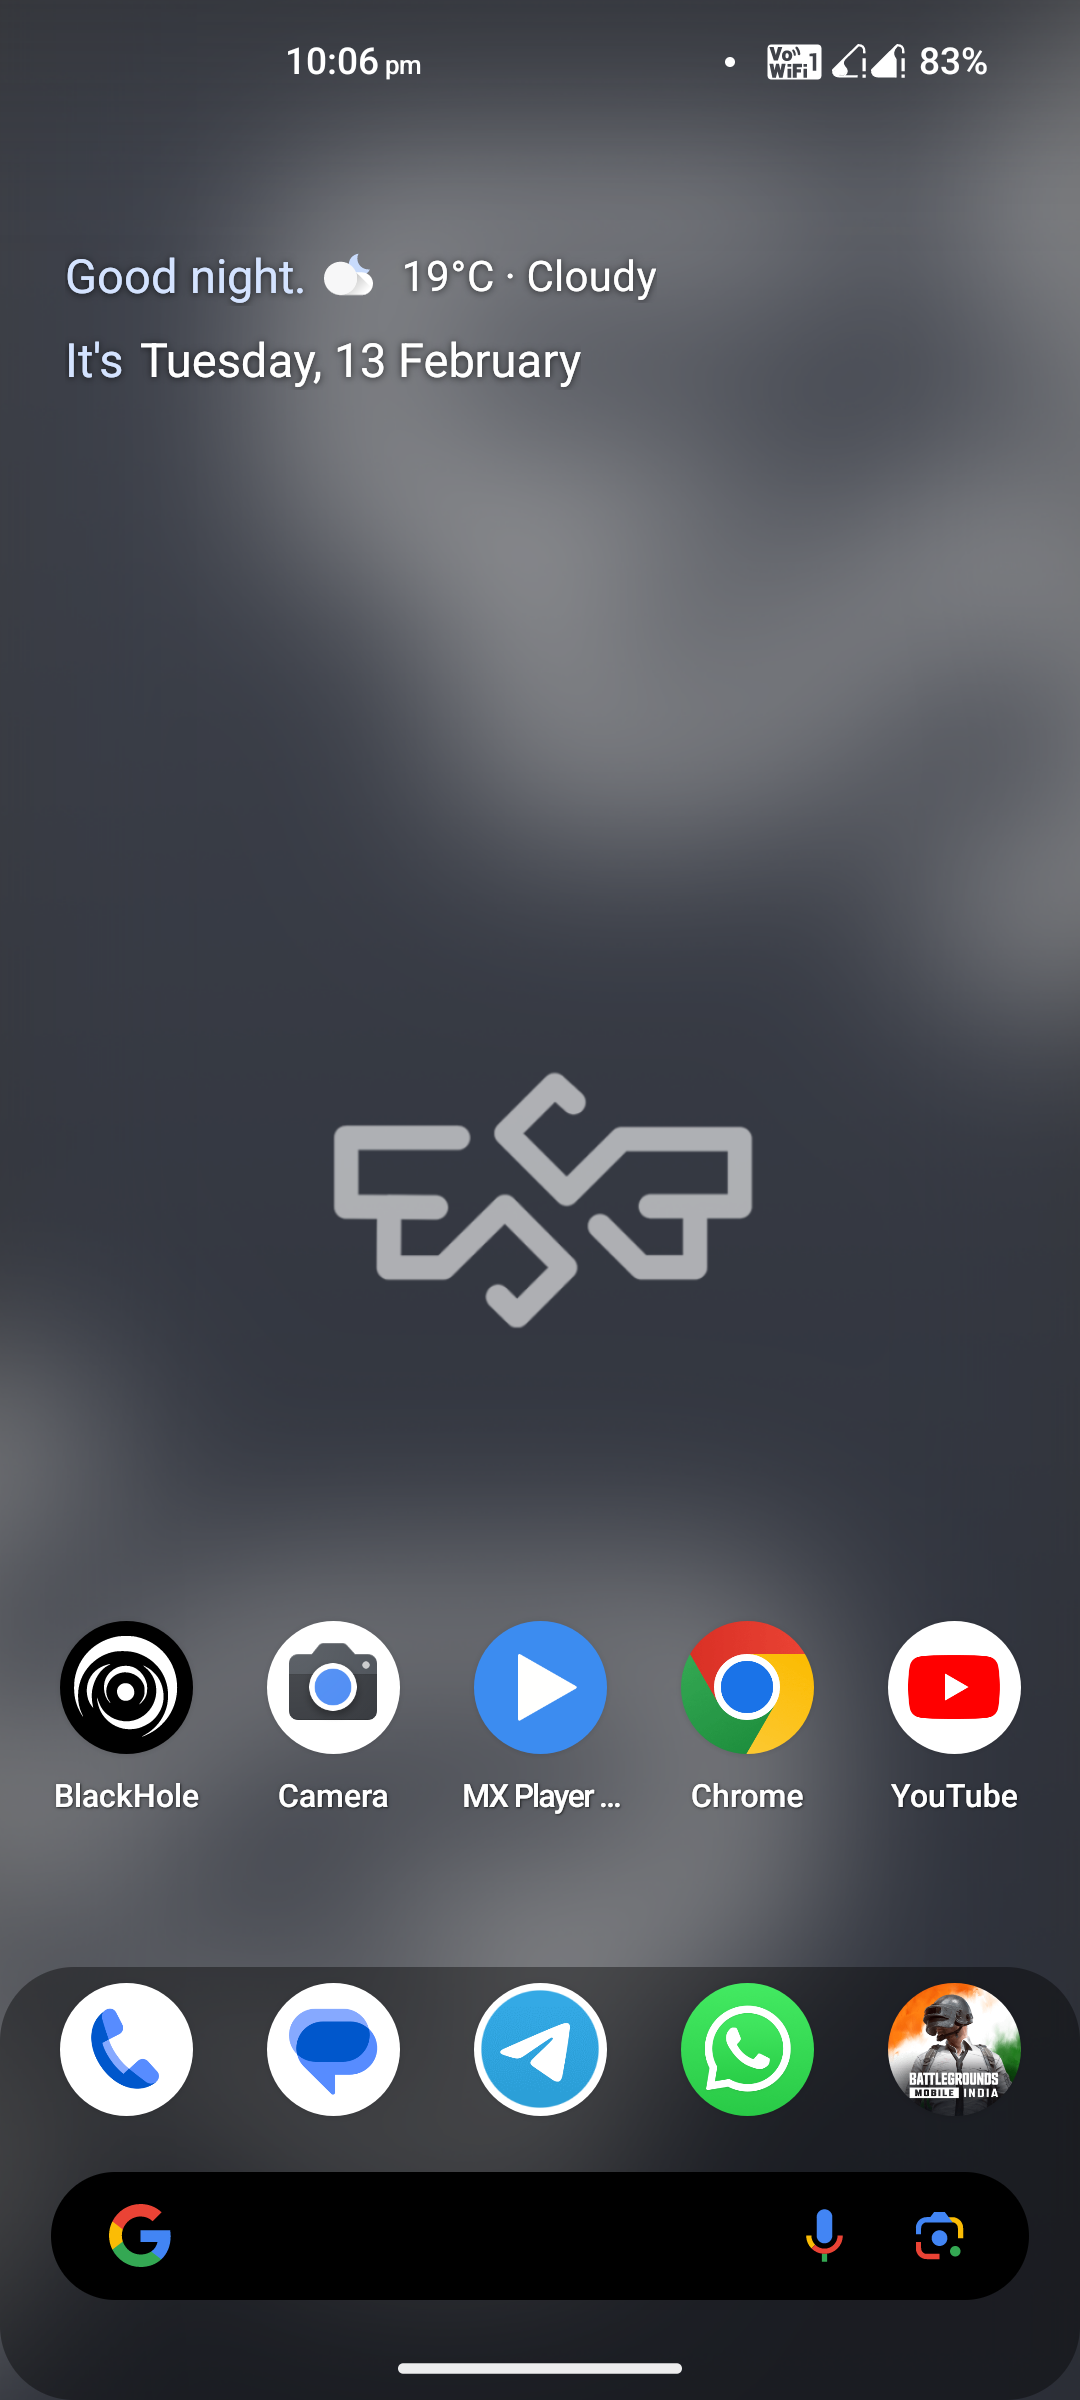 10:06 pm Vo WiFi 1 83%
Good night. 19°C · Cloudy
It's Tuesday, 13 February
BlackHole Camera MX Player ... Chrome YouTube
BATTLEGROUNDS
MOBILE INDIA